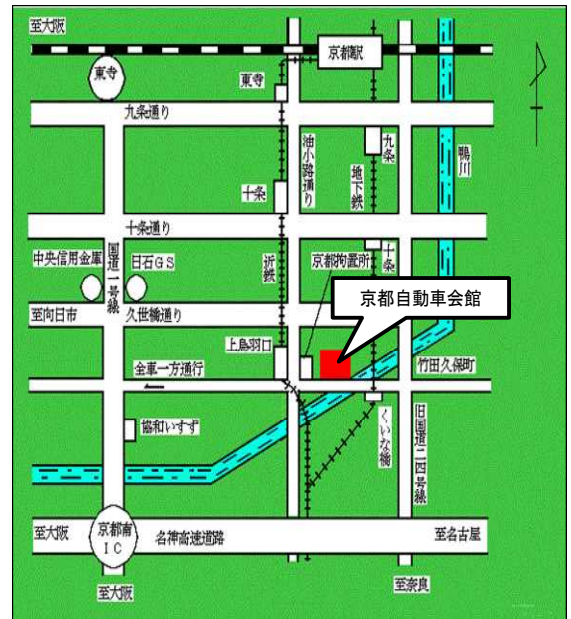 至大阪
京都駅
東寺
東寺
九条通り
油小路通り
九条
地下鉄
鴨川
十条
十条通り
十条
中央信用金庫
国道一号線
日石GS
近鉄
京都拘置所
京都自動車会館
至向日市
久世橋通り
上鳥羽口
全車一方通行
竹田久保町
協和いすず
くいな橋
旧国道二四号線
至大阪
京都南
IC
名神高速道路
至名古屋
至大阪
至奈良